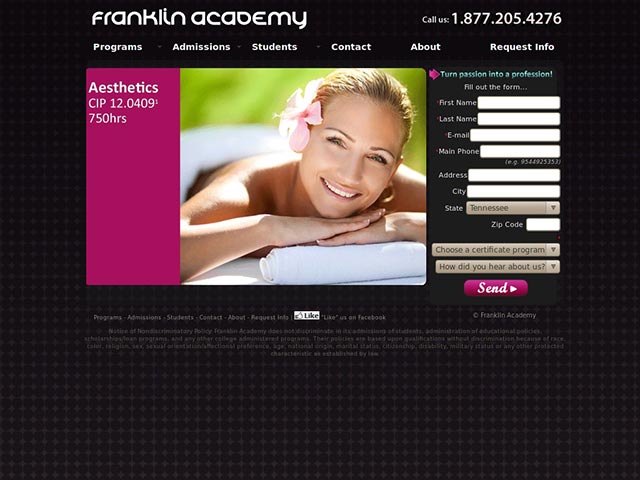 Franklin Academy
Call us: 1.877.205.4276
Programs Admissions Students Contact About Request Info
Aesthetics
CIP 12.0409¹
750hrs
Turn passion into a profession!
Fill out the form...
*First Name
*Last Name
*E-mail
*Main Phone
(e.g. 9544925353)
Address
City
State Tennessee
Zip Code
*
Choose a certificate program
How did you hear about us?
Send
Programs - Admissions - Students - Contact - About - Request Info | Like "Like" us on Facebook
© Franklin Academy
Notice of Nondiscriminatory Policy: Franklin Academy does not discriminate in its admissions of students, administration of educational policies,
scholarships/loan programs, and any other college administered programs. Their policies are based upon qualifications without discrimination because of race,
color, religion, sex, sexual orientation/affectional preference, age, national origin, marital status, citizenship, disability, military status or any other protected
characteristic as established by law.